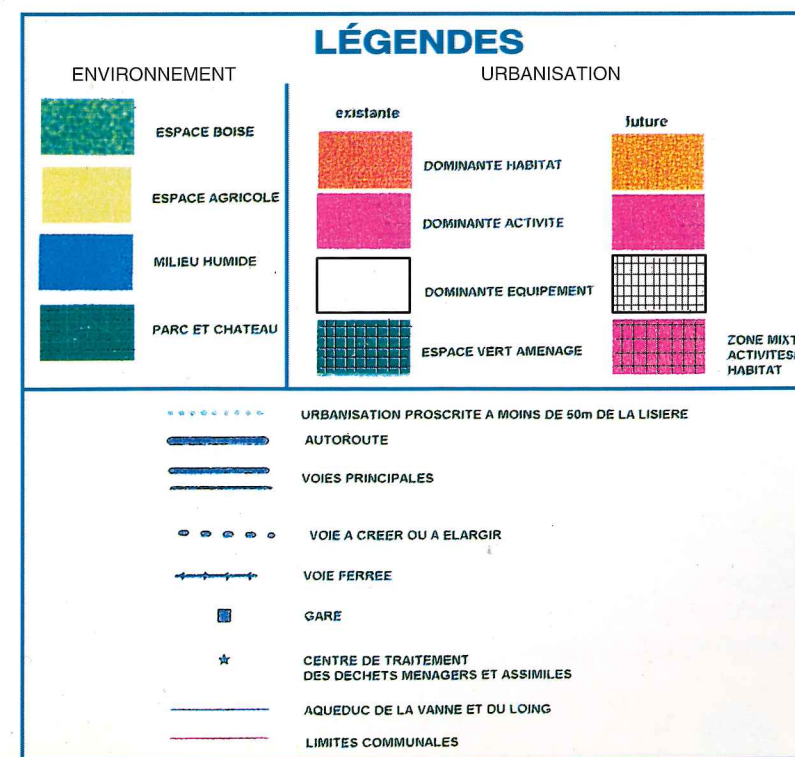 LÉGENDES
ENVIRONNEMENT
ESPACE BOISE
ESPACE AGRICOLE
MILIEU HUMIDE
PARC ET CHATEAU
URBANISATION
existante
future
DOMINANTE HABITAT
DOMINANTE ACTIVITE
DOMINANTE EQUIPEMENT
ESPACE VERT AMENAGE
ZONE MIXT
ACTIVITES/
HABITAT
URBANISATION PROSCRITE A MOINS DE 50m DE LA LISIERE
AUTOROUTE
VOIES PRINCIPALES
VOIE A CREER OU A ELARGIR
VOIE FERREE
GARE
CENTRE DE TRAITEMENT
DES DECHETS MENAGERS ET ASSIMILES
AQUEDUC DE LA VANNE ET DU LOING
LIMITES COMMUNALES